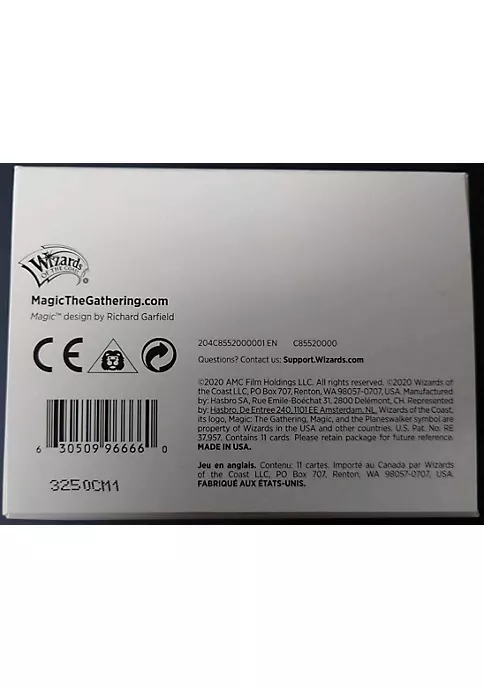 Wizards
OF THE COAST
MagicTheGathering.com
Magic™ design by Richard Garfield
CE
204C8552000001 EN C85520000
Questions? Contact us: Support.Wizards.com
©2020 AMC Film Holdings LLC. All rights reserved. ©2020 Wizards of
the Coast LLC, PO Box 707, Renton, WA 98057-0707, USA. Manufactured
by: Hasbro SA, Rue Emile-Boéchat 31, 2800 Delémont, CH. Represented
by: Hasbro, De Entree 240, 1101 EE Amsterdam, NL. Wizards of the Coast,
its logo, Magic: The Gathering, Magic, and the Planeswalker symbol are
property of Wizards in the USA and other countries. U.S. Pat. No. RE
37,957. Contains 11 cards. Please retain package for future reference.
MADE IN USA.
Jeu en anglais. Contenu: 11 cartes. Importé au Canada par Wizards
of the Coast LLC, PO Box 707, Renton, WA 98057-0707, USA.
FABRIQUÉ AUX ÉTATS-UNIS.
6 30509 96666 0
3250CM1